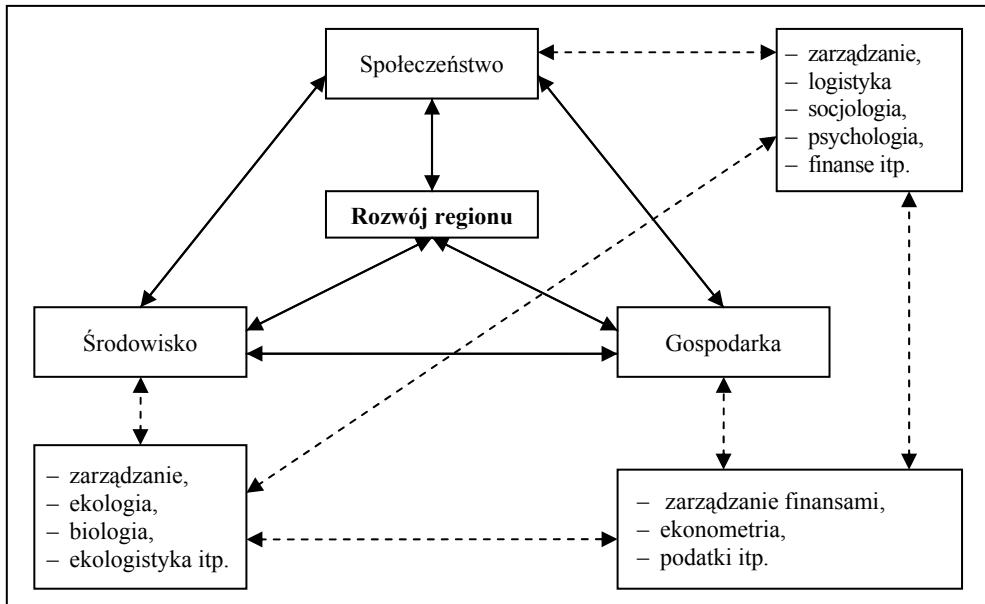 Społeczeństwo
– zarządzanie,
– logistyka
– socjologia,
– psychologia,
– finanse itp.
Rozwój regionu
Środowisko
Gospodarka
– zarządzanie,
– ekologia,
– biologia,
– ekologistyka itp.
– zarządzanie finansami,
– ekonometria,
– podatki itp.